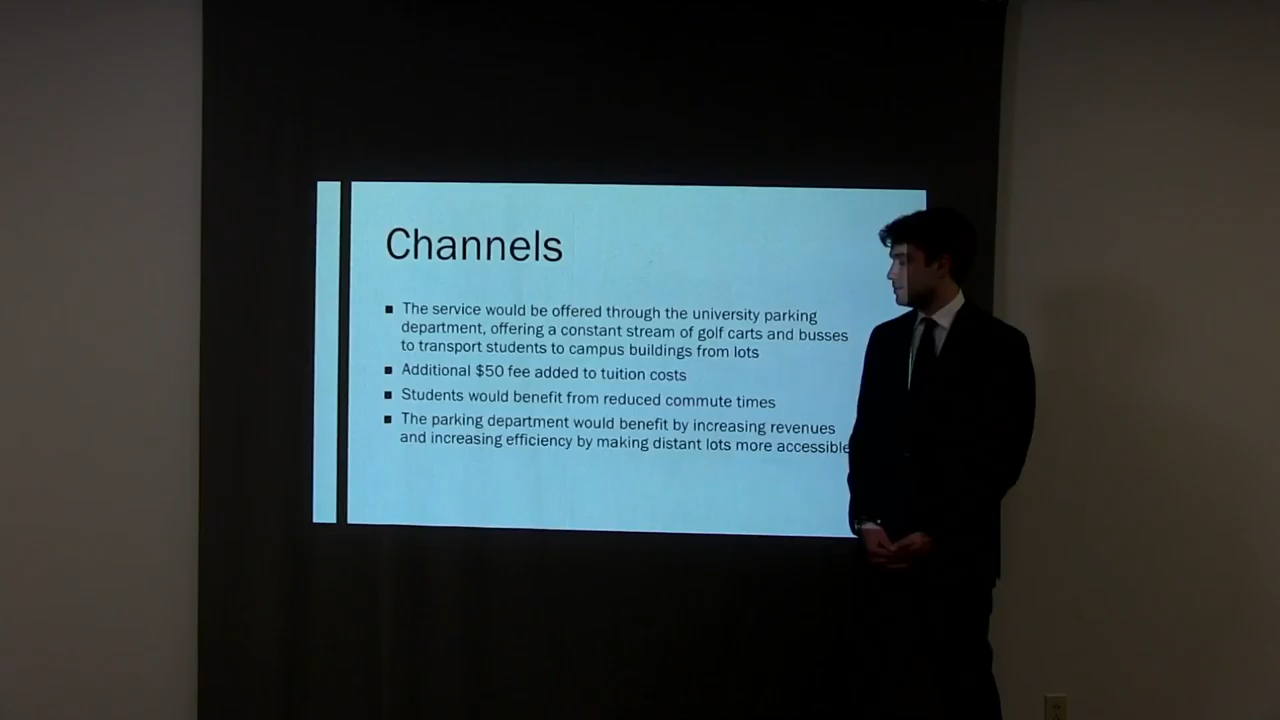 Channels
■ The service would be offered through the university parking
department, offering a constant stream of golf carts and busses
to transport students to campus buildings from lots
■ Additional $50 fee added to tuition costs
■ Students would benefit from reduced commute times
■ The parking department would benefit by increasing revenues
and increasing efficiency by making distant lots more accessible